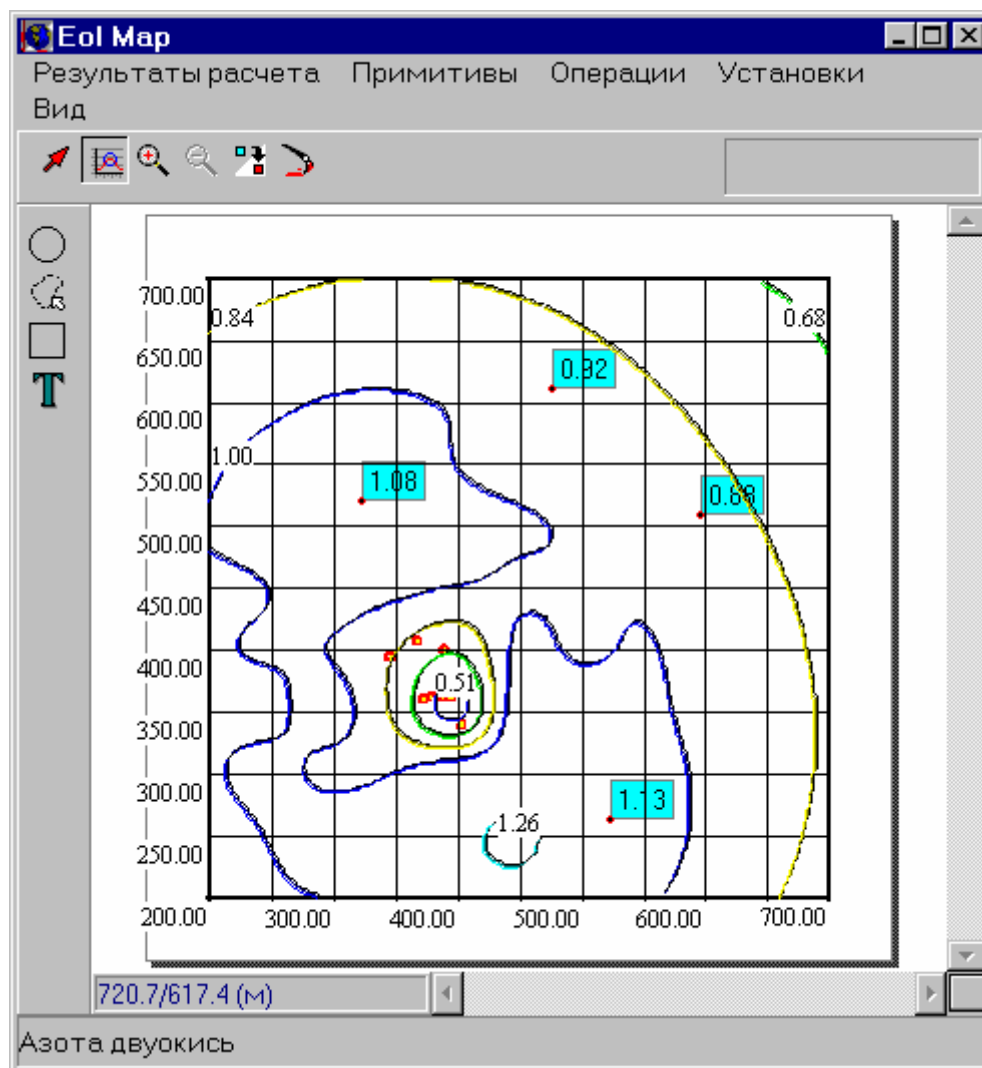 Eol Map
Результаты расчета Примитивы Операции Установки
Вид
T
700.00
0.84
0.68
650.00
0.92
600.00
1.00
550.00
1.08
0.88
500.00
450.00
400.00
0.51
350.00
300.00
1.13
1.26
250.00
200.00 300.00 400.00 500.00 600.00 700.00
720.7/617.4 (м)
Азота двуокись